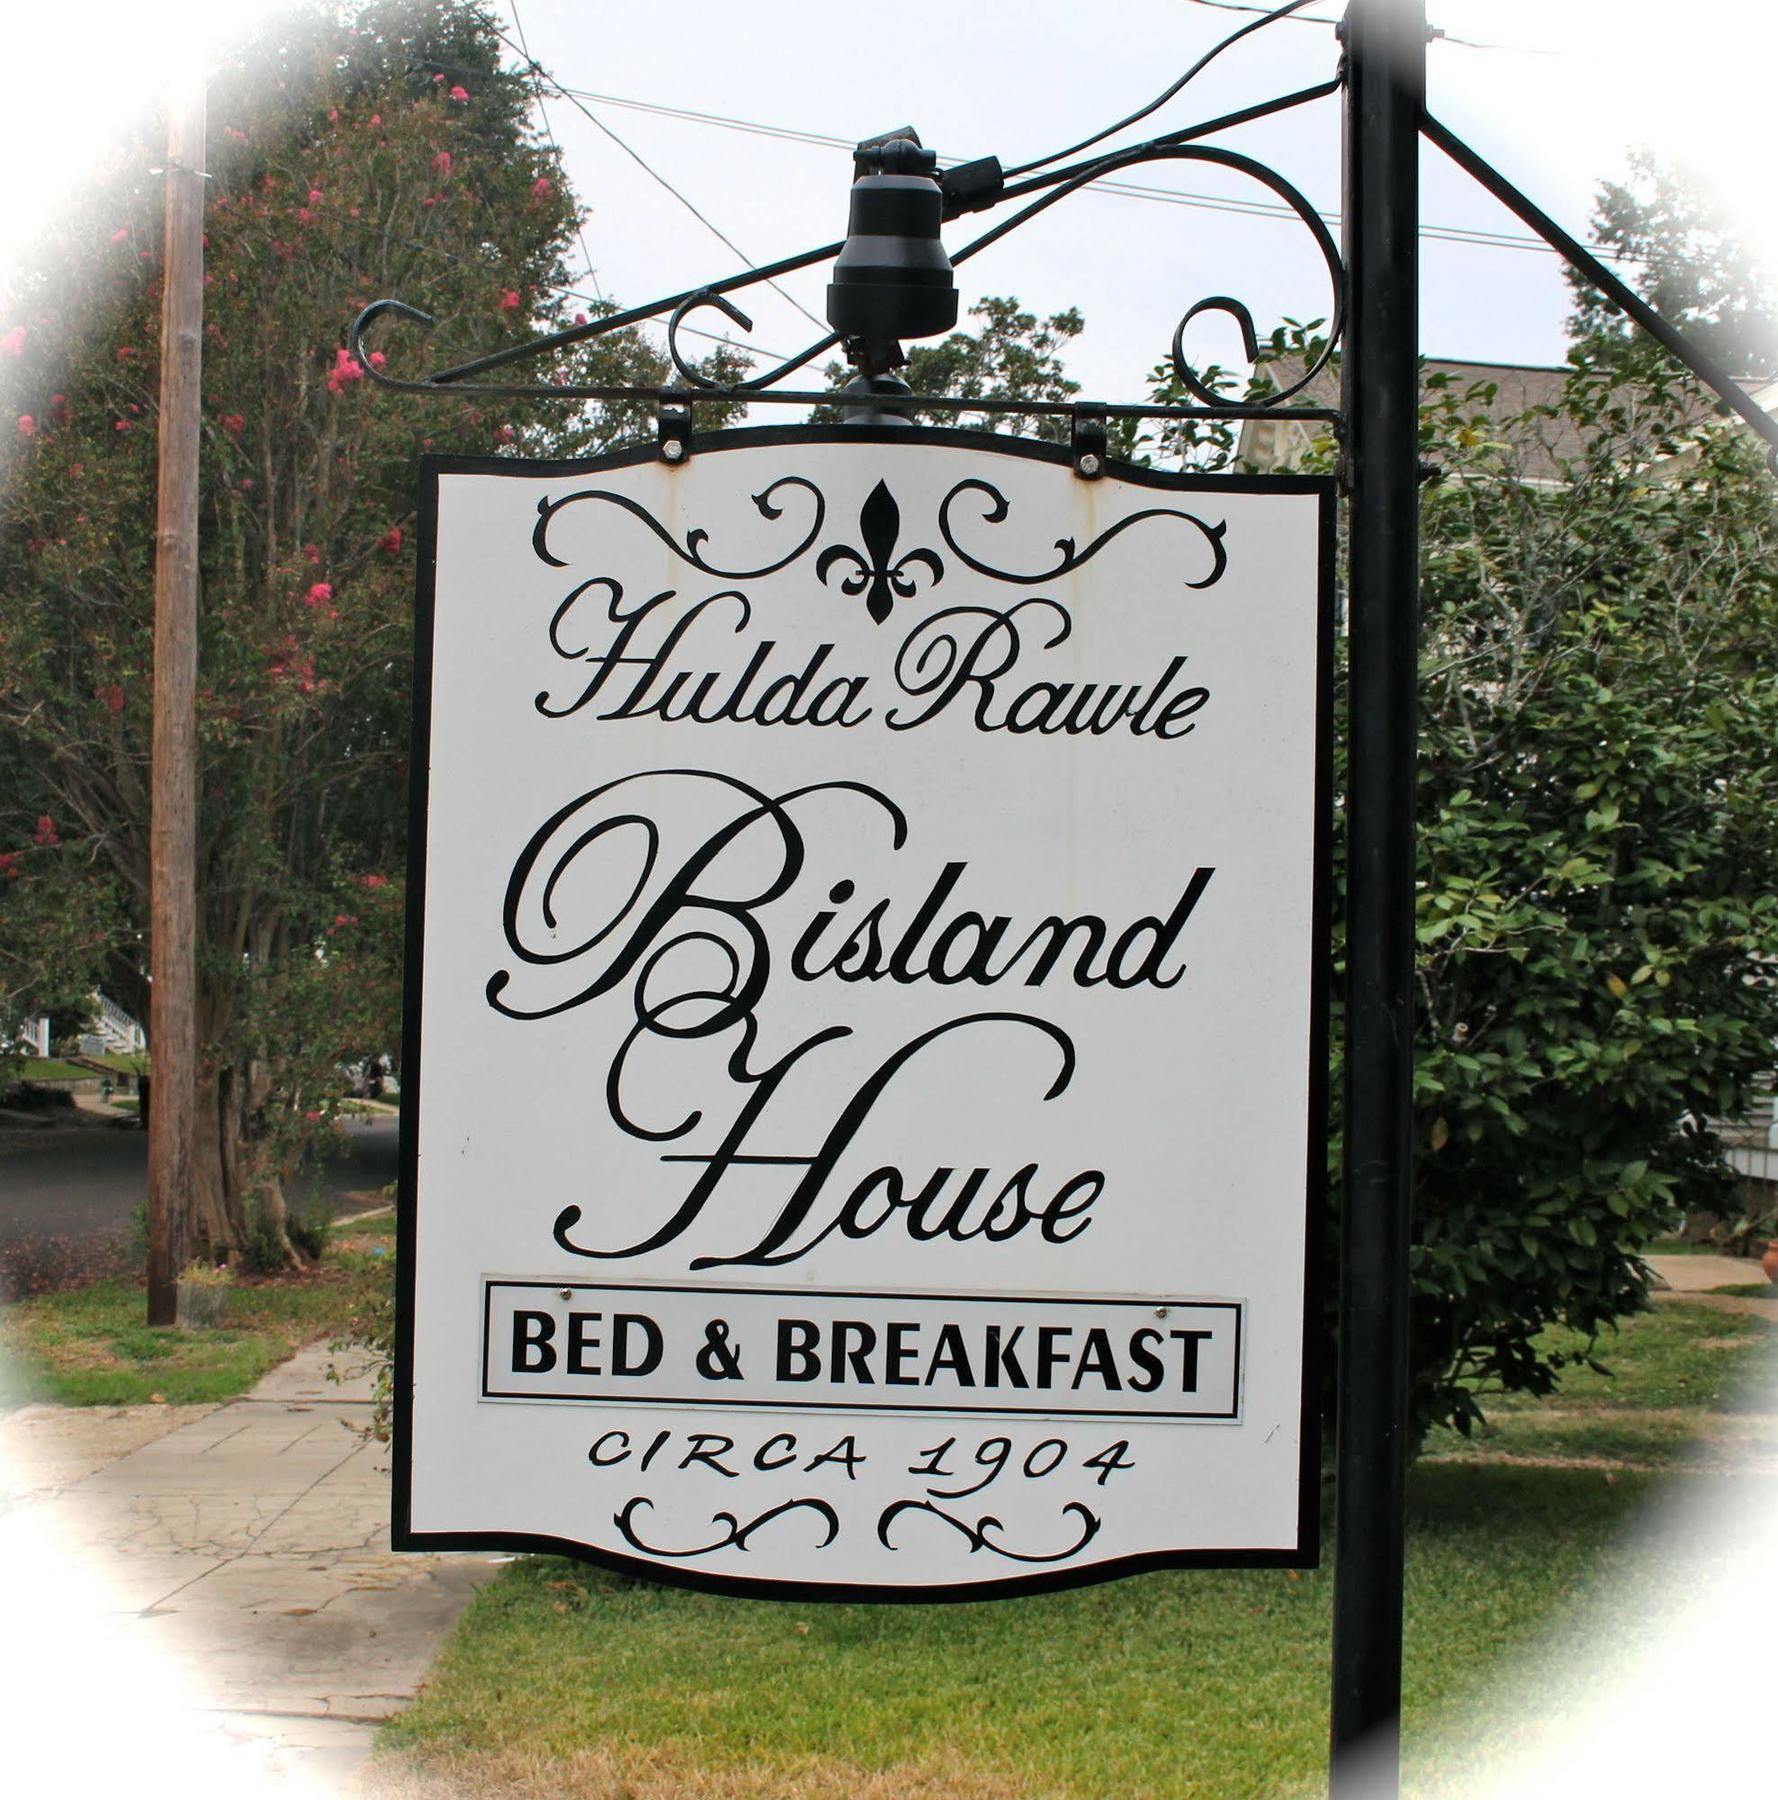 Hulda Rawle
Bisland
House
BED & BREAKFAST
CIRCA 1904